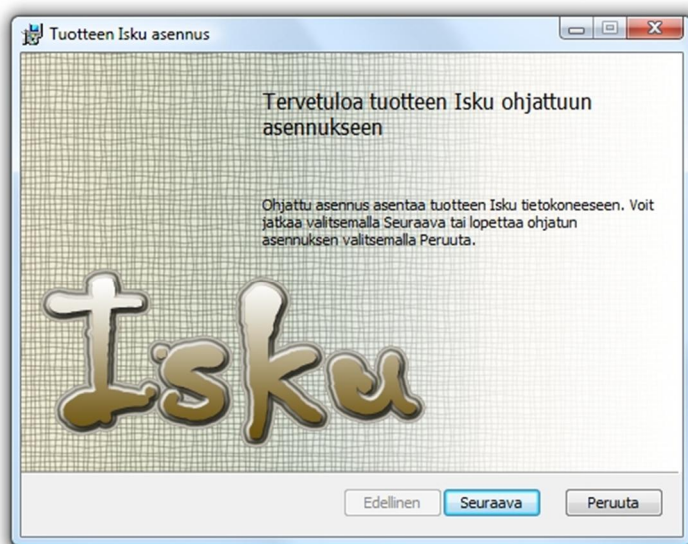 Tuotteen Isku asennus
Tervetuloa tuotteen Isku ohjattuun
asennukseen
Ohjattu asennus asentaa tuotteen Isku tietokoneeseen. Voit
jatkaa valitsemalla Seuraava tai lopettaa ohjatun
asennuksen valitsemalla Peruuta.
Isku
Edellinen
Seuraava
Peruuta